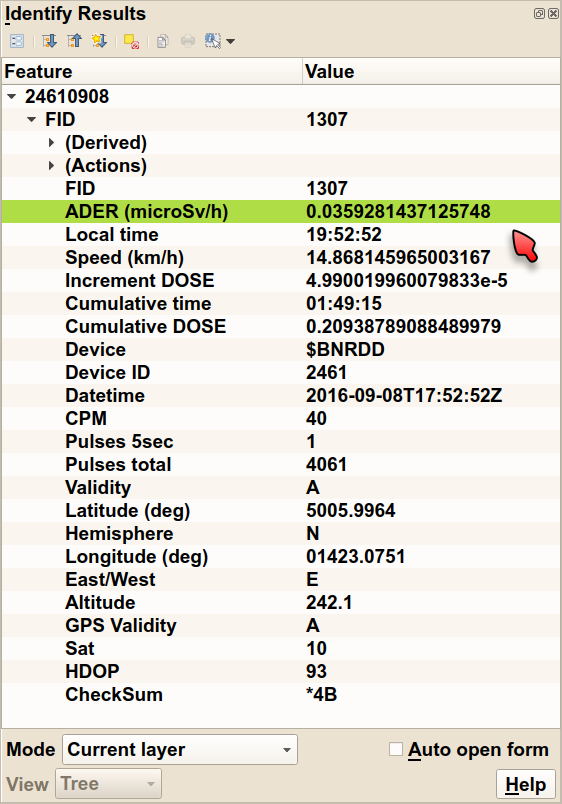 Identify Results
Feature Value
24610908
FID 1307
(Derived)
(Actions)
FID 1307
ADER (microSv/h) 0.0359281437125748
Local time 19:52:52
Speed (km/h) 14.868145965003167
Increment DOSE 4.990019960079833e-5
Cumulative time 01:49:15
Cumulative DOSE 0.20938789088489979
Device $BNRDD
Device ID 2461
Datetime 2016-09-08T17:52:52Z
CPM 40
Pulses 5sec 1
Pulses total 4061
Validity A
Latitude (deg) 5005.9964
Hemisphere N
Longitude (deg) 01423.0751
East/West E
Altitude 242.1
GPS Validity A
Sat 10
HDOP 93
CheckSum *4B
Mode Current layer Auto open form
View Tree Help